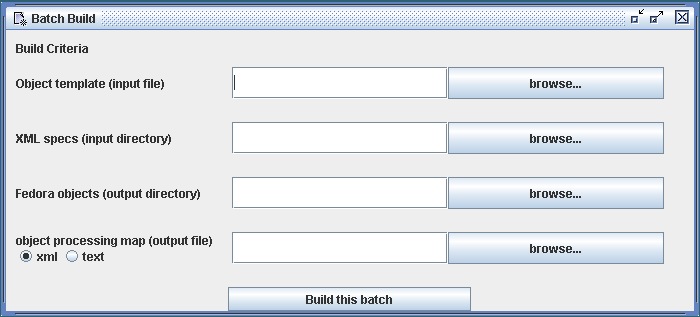 Batch Build
Build Criteria
Object template (input file) browse...
XML specs (input directory) browse...
Fedora objects (output directory) browse...
object processing map (output file) browse...
xml text
Build this batch